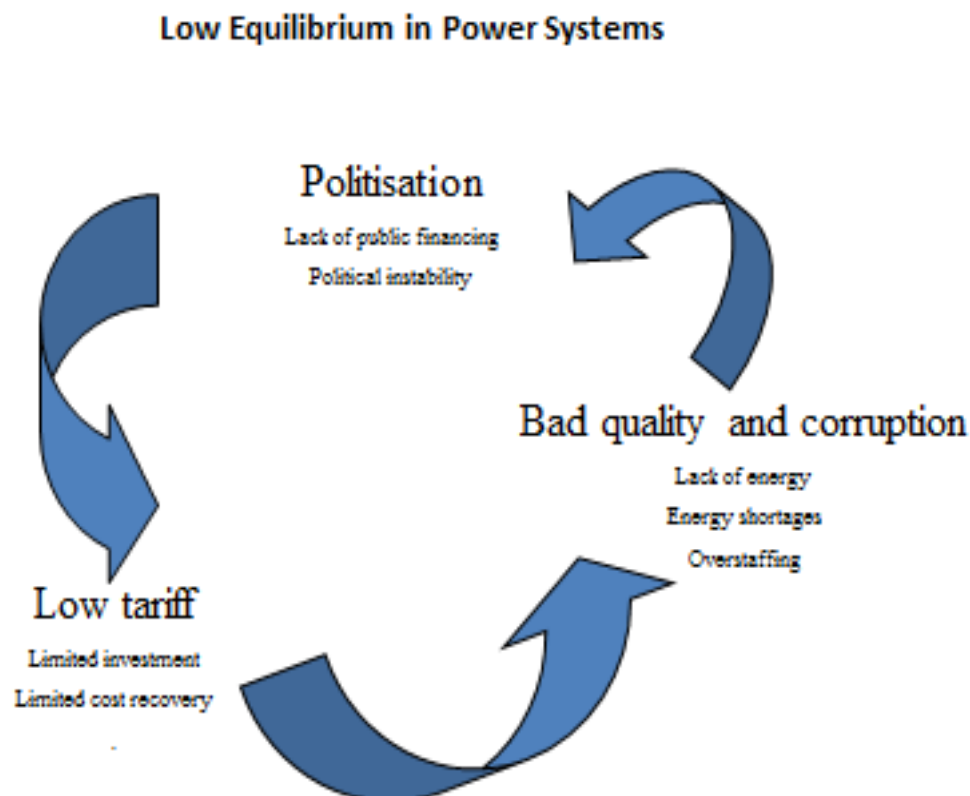 Low Equilibrium in Power Systems
Politisation
Lack of public financing
Political instability
Bad quality and corruption
Lack of energy
Energy shortages
Overstaffing
Low tariff
Limited investment
Limited cost recovery
-